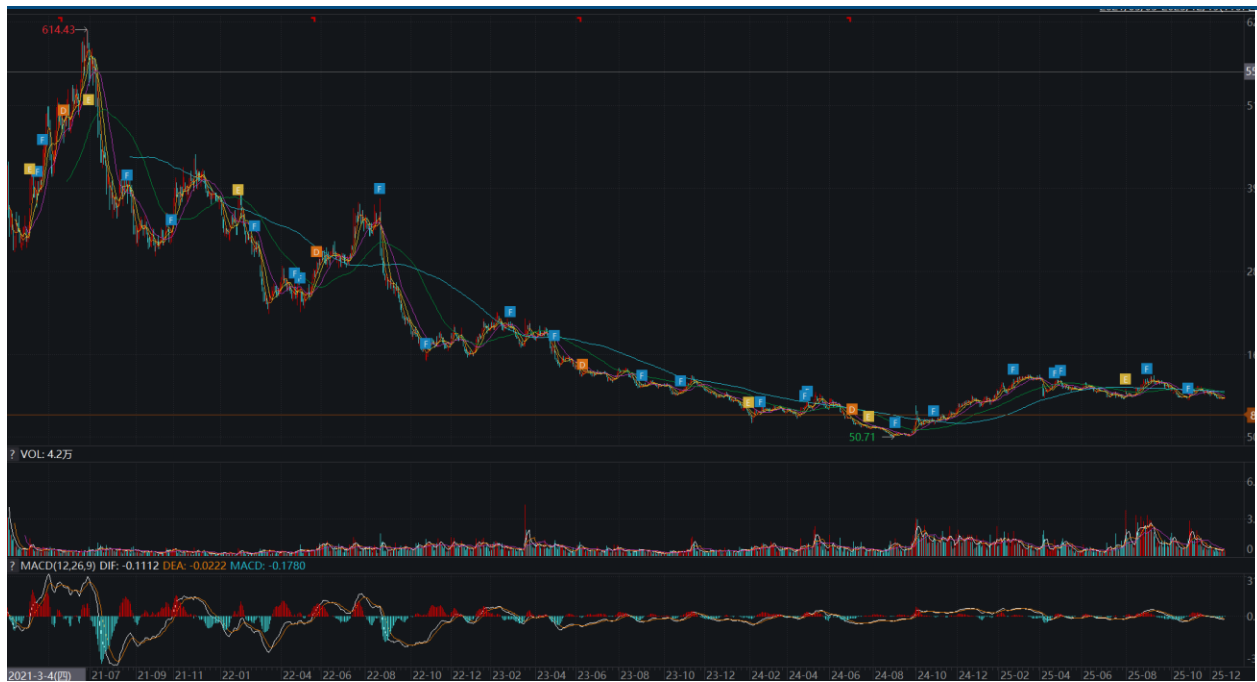 614.43
E
F
F
D
E
F
F
E
F
F
F
D
F
F
F
F
D
F
F
E
F
F
F
D
E
F
F
F
F
F
E
F
F
50.71
? VOL: 4.2万
? MACD(12,26,9) DIF: -0.1112 DEA: -0.0222 MACD: -0.1780
2021-3-4(四) 21-07 21-09 21-11 22-01 22-04 22-06 22-08 22-10 22-12 23-02 23-04 23-06 23-08 23-10 23-12 24-02 24-04 24-06 24-08 24-10 24-12 25-02 25-04 25-06 25-08 25-10 25-12